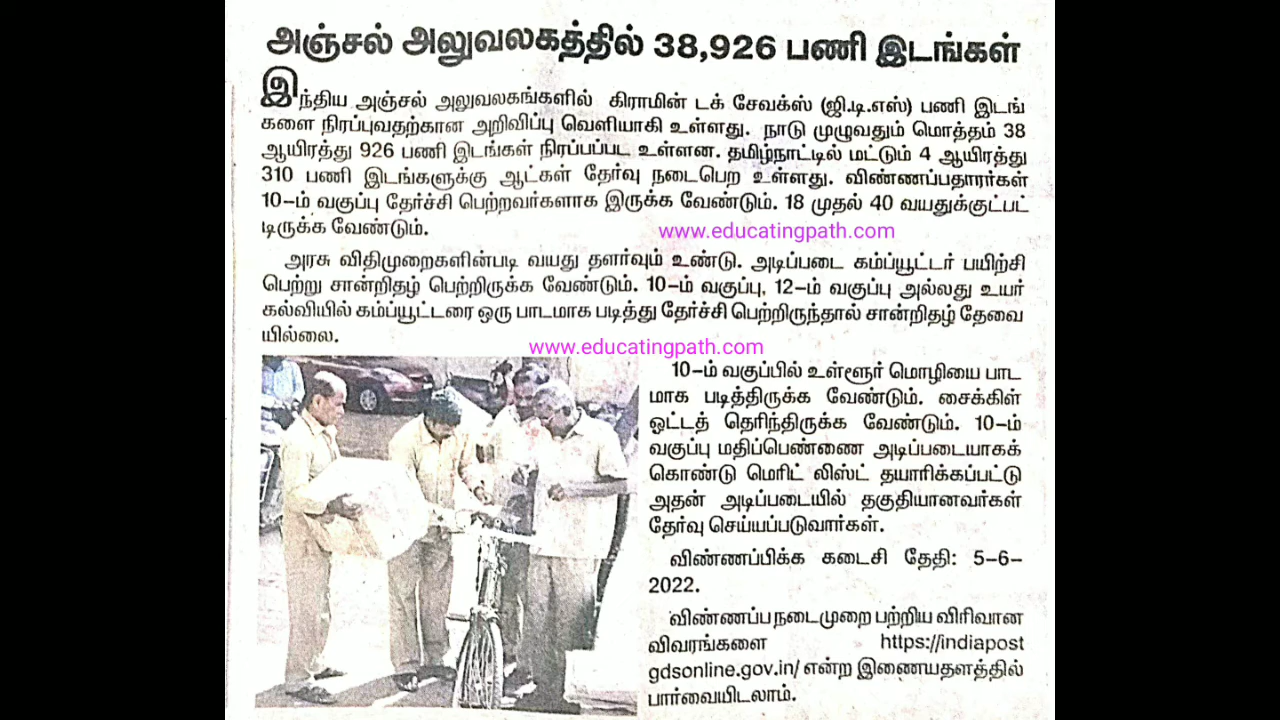 அஞ்சல் அலுவலகத்தில் 38,926 பணி இடங்கள்
இந்திய அஞ்சல் அலுவலகங்களில் கிராமின் டக் சேவக்ஸ் (ஜி.டி.எஸ்) பணி இடங்
களை நிரப்புவதற்கான அறிவிப்பு வெளியாகி உள்ளது. நாடு முழுவதும் மொத்தம் 38
ஆயிரத்து 926 பணி இடங்கள் நிரப்பப்பட உள்ளன. தமிழ்நாட்டில் மட்டும் 4 ஆயிரத்து
310 பணி இடங்களுக்கு ஆட்கள் தேர்வு நடைபெற உள்ளது. விண்ணப்பதாரர்கள்
10-ம் வகுப்பு தேர்ச்சி பெற்றவர்களாக இருக்க வேண்டும். 18 முதல் 40 வயதுக்குட்பட்
டிருக்க வேண்டும்.
www.educatingpath.com
அரசு விதிமுறைகளின்படி வயது தளர்வும் உண்டு. அடிப்படை கம்ப்யூட்டர் பயிற்சி
பெற்று சான்றிதழ் பெற்றிருக்க வேண்டும். 10-ம் வகுப்பு, 12-ம் வகுப்பு அல்லது உயர்
கல்வியில் கம்ப்யூட்டரை ஒரு பாடமாக படித்து தேர்ச்சி பெற்றிருந்தால் சான்றிதழ் தேவை
யில்லை.
www.educatingpath.com
10-ம் வகுப்பில் உள்ளூர் மொழியை பாட
மாக படித்திருக்க வேண்டும். சைக்கிள்
ஓட்டத் தெரிந்திருக்க வேண்டும். 10-ம்
வகுப்பு மதிப்பெண்ணை அடிப்படையாகக்
கொண்டு மெரிட் லிஸ்ட் தயாரிக்கப்பட்டு
அதன் அடிப்படையில் தகுதியானவர்கள்
தேர்வு செய்யப்படுவார்கள்.
விண்ணப்பிக்க கடைசி தேதி: 5-6-
2022.
விண்ணப்ப நடைமுறை பற்றிய விரிவான
விவரங்களை https://indiapost
gdsonline.gov.in/ என்ற இணையதளத்தில்
பார்வையிடலாம்.